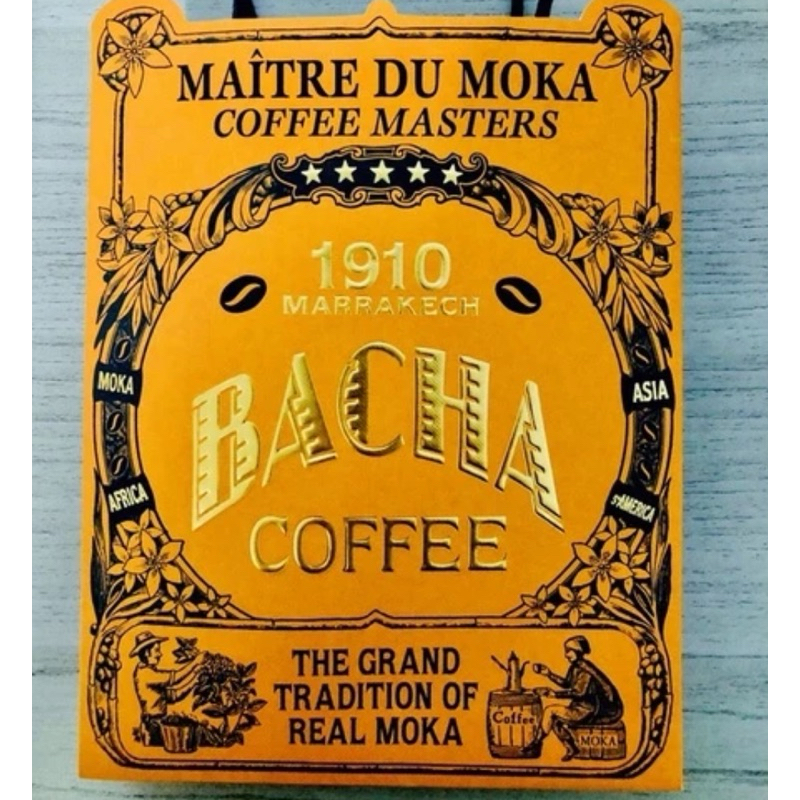 MAÎTRE DU MOKA
COFFEE MASTERS
1910
MARRAKECH
BACHA
COFFEE
MOKA
ASIA
AFRICA
S.AMERICA
THE GRAND
TRADITION OF
REAL MOKA
Coffee
MOKA